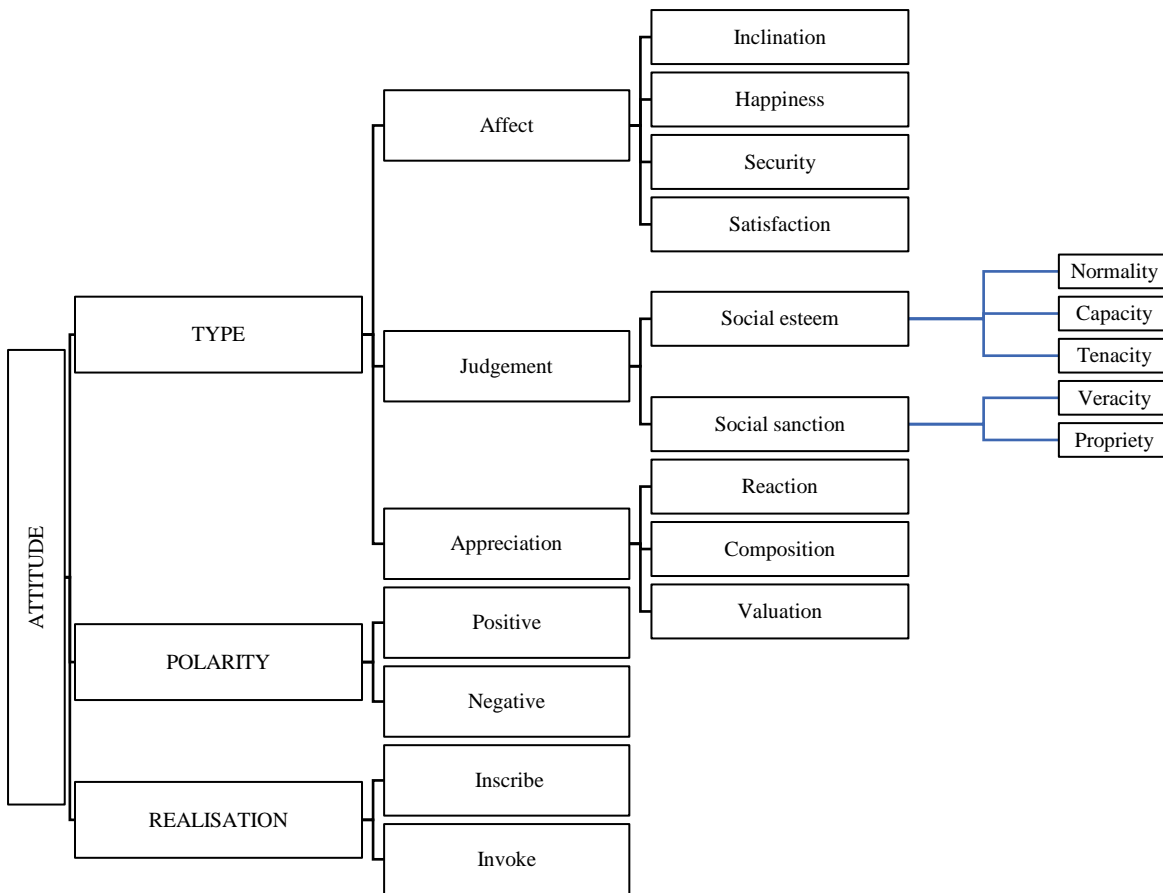 ATTITUDE
TYPE
Affect
Inclination
Happiness
Security
Satisfaction
Judgement
Social esteem
Normality
Capacity
Tenacity
Social sanction
Veracity
Propriety
Appreciation
Reaction
Composition
Valuation
POLARITY
Positive
Negative
REALISATION
Inscribe
Invoke